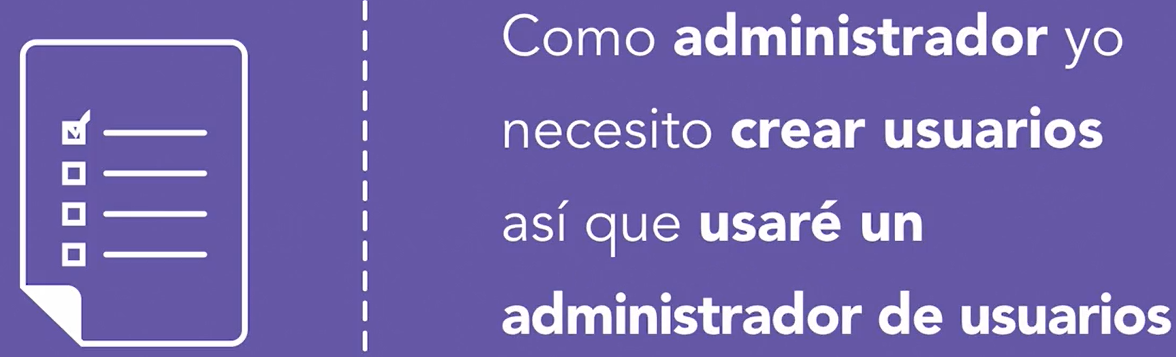 Como administrador yo
necesito crear usuarios
así que usaré un
administrador de usuarios